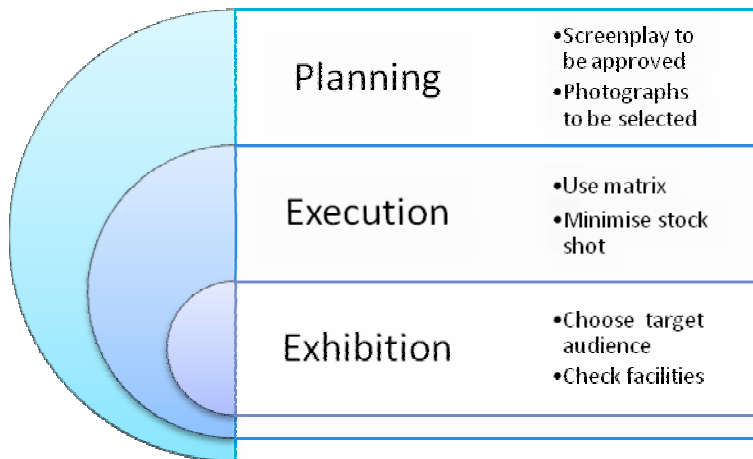 Planning
•Screenplay to
be approved
•Photographs
to be selected
Execution
•Use matrix
•Minimise stock
shot
Exhibition
•Choose target
audience
•Check facilities